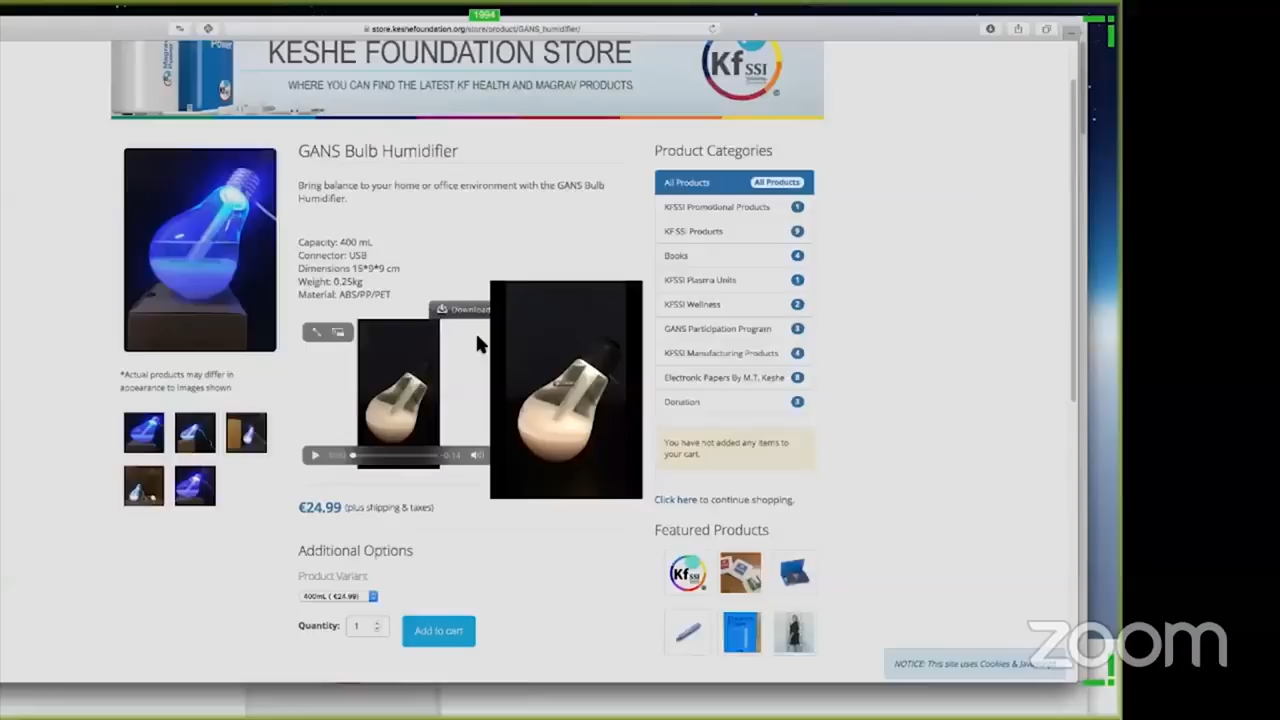 1994
store.keshefoundation.org/store/product/GANS_humidifier/
KESHE FOUNDATION STORE
WHERE YOU CAN FIND THE LATEST KF HEALTH AND MAGRAV PRODUCTS
Kf SSI
GANS Bulb Humidifier
Bring balance to your home or office environment with the GANS Bulb
Humidifier.
Capacity: 400 mL
Connector: USB
Dimensions 15*9*9 cm
Weight: 0.25kg
Material: ABS/PP/PET
Download
-0:14
*Actual products may differ in
appearance to images shown
€24.99 (plus shipping & taxes)
Additional Options
Product Variant
400mL ( €24.99)
Quantity: 1
Add to cart
Product Categories
All Products All Products
KFSSI Promotional Products 1
KFSSI Products 9
Books 4
KFSSI Plasma Units 1
KFSSI Wellness 2
GANS Participation Program 3
KFSSI Manufacturing Products 4
Electronic Papers By M.T. Keshe 8
Donation 3
You have not added any items to
your cart.
Click here to continue shopping.
Featured Products
Kf SSI
NOTICE: This site uses Cookies &
zoom